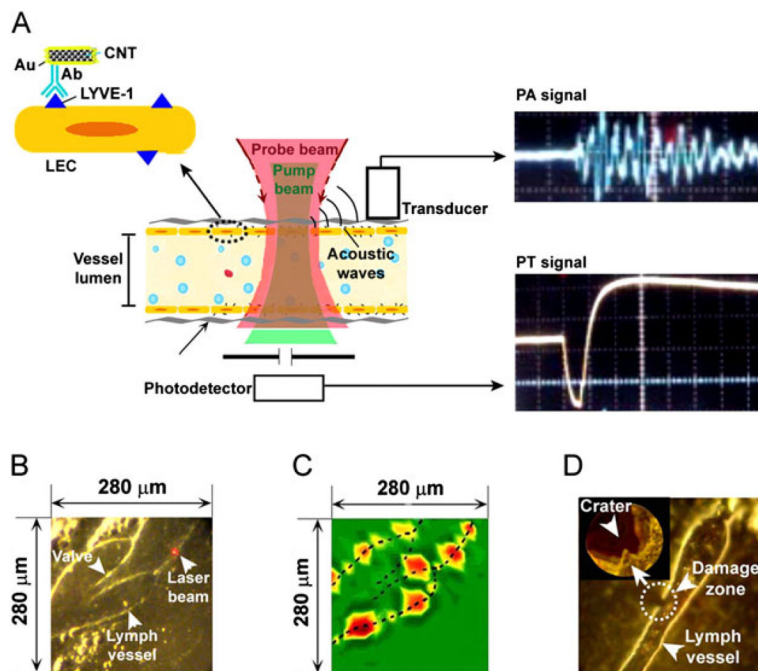 A
CNT
Au
Ab
LYVE-1
LEC
Probe beam
Pump
beam
Transducer
Acoustic
waves
Vessel
lumen
Photodetector
PA signal
PT signal
B
280 µm
280 µm
Valve
Laser
beam
Lymph
vessel
C
280 µm
280 µm
D
Crater
Damage
zone
Lymph
vessel